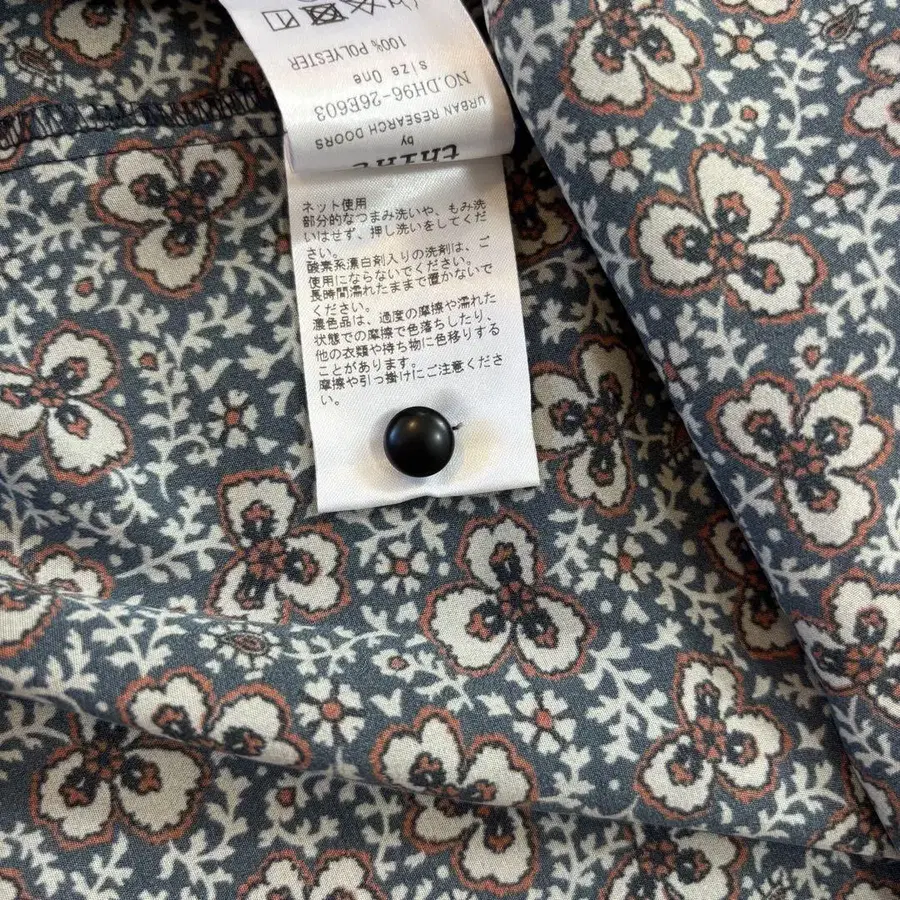 thin
by
URBAN RESEARCH DOORS
NO.DH96-26E603
size One
100% POLYESTER
ネット使用
部分的なつまみ洗いや、もみ洗
いはせず、押し洗いをしてくだ
さい。
酸素系漂白剤入りの洗剤は、ご
使用にならないでください。
長時間濡れたままで置かないで
ください。
濃色品は、過度の摩擦や濡れた
状態での摩擦で色落ちしたり、
他の衣類や持ち物に色移りする
ことがあります。
摩擦や引っ掛けにご注意くださ
い。